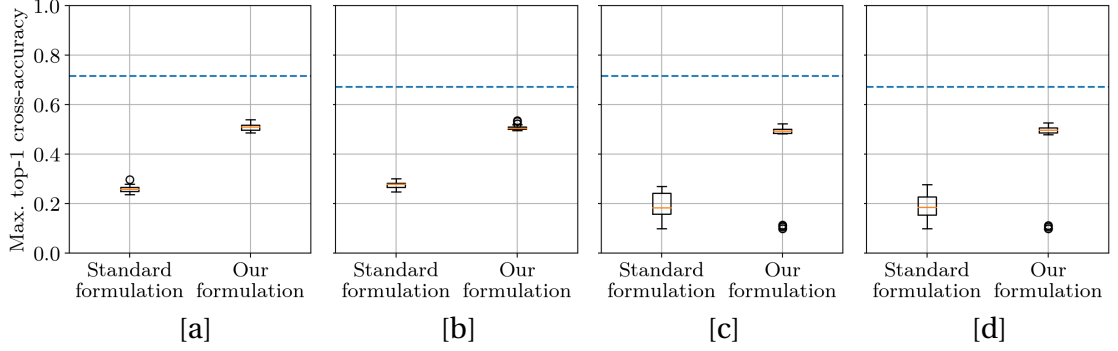 Max. top-1 cross-accuracy
1.0
0.8
0.6
0.4
0.2
0.0
Standard formulation
Our formulation
[a]
Standard formulation
Our formulation
[b]
Standard formulation
Our formulation
[c]
Standard formulation
Our formulation
[d]